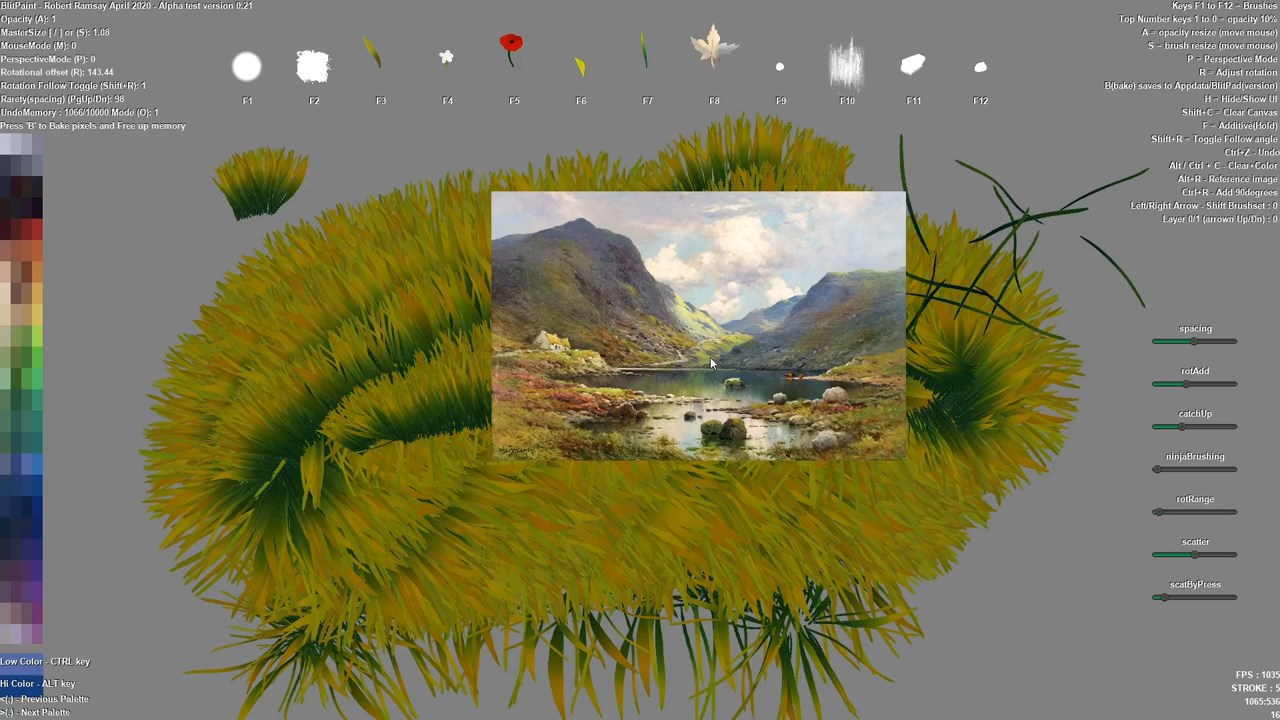 BlitPaint - Robert Ramsay April 2020 - Alpha test version 0,21
Opacity (A): 1
MasterSize [ / ] or (S): 1.08
MouseMode (M): 0
PerspectiveMode (P): 0
Rotational offset (R): 143.44
Rotation Follow Toggle (Shift+R): 1
Rarety(spacing) (PgUp/Dn): 98
UndoMemory : 1066/10000 Mode (O): 1
Press 'B' to Bake pixels and Free up memory
F1
F2
F3
F4
F5
F6
F7
F8
F9
F10
F11
F12
Keys F1 to F12 = Brushes
Top Number keys 1 to 0 = opacity 10%
A = opacity resize (move mouse)
S = brush resize (move mouse)
P = Perspective Mode
R = Adjust rotation
B(bake) saves to Appdata/BlitPad(version)
H = Hide/Show UI
Shift+C = Clear Canvas
F = Additive(Hold)
Shift+R = Toggle Follow angle
Ctrl+Z - Undo
Alt / Ctrl + C - Clear+Color
Alt+R - Reference image
Ctrl+R - Add 90degrees
Left/Right Arrow - Shift Brushset : 0
Layer 0/1 (arrown Up/Dn) : 0
spacing
rotAdd
catchUp
ninjaBrushing
rotRange
scatter
scatByPress
Low Color - CTRL key
Hi Color - ALT key
<(,) - Previous Palette
>(.) - Next Palette
FPS : 1035
STROKE : 5
1065:536
16